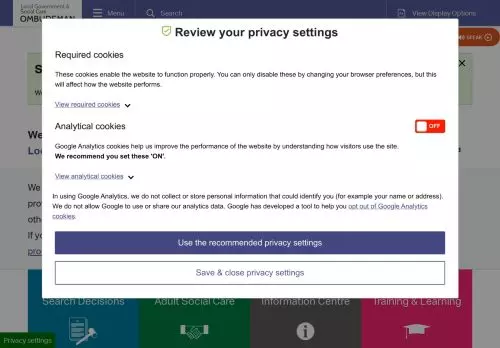 Local Government &
Social Care
OMBUDSMAN
Menu
Search
View Display Options
SPEAK
Review your privacy settings
Required cookies
These cookies enable the website to function properly. You can only disable these by changing your browser preferences, but this
will affect how the website performs.
View required cookies
Analytical cookies
OFF
Google Analytics cookies help us improve the performance of the website by understanding how visitors use the site.
We recommend you set these 'ON'.
View analytical cookies
In using Google Analytics, we do not collect or store personal information that could identify you (for example your name or address).
We do not allow Google to use or share our analytics data. Google has developed a tool to help you opt out of Google Analytics
cookies.
Use the recommended privacy settings
Save & close privacy settings
Search Decisions
Adult Social Care
Information Centre
Training & Learning
Privacy settings